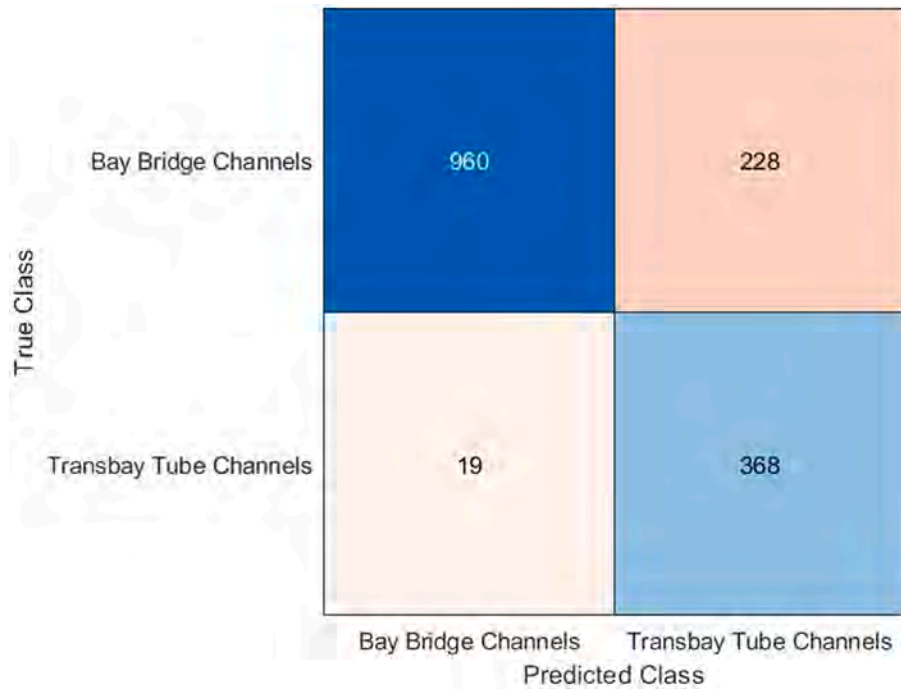 True Class
Bay Bridge Channels
960
228
Transbay Tube Channels
19
368
Bay Bridge Channels
Transbay Tube Channels
Predicted Class